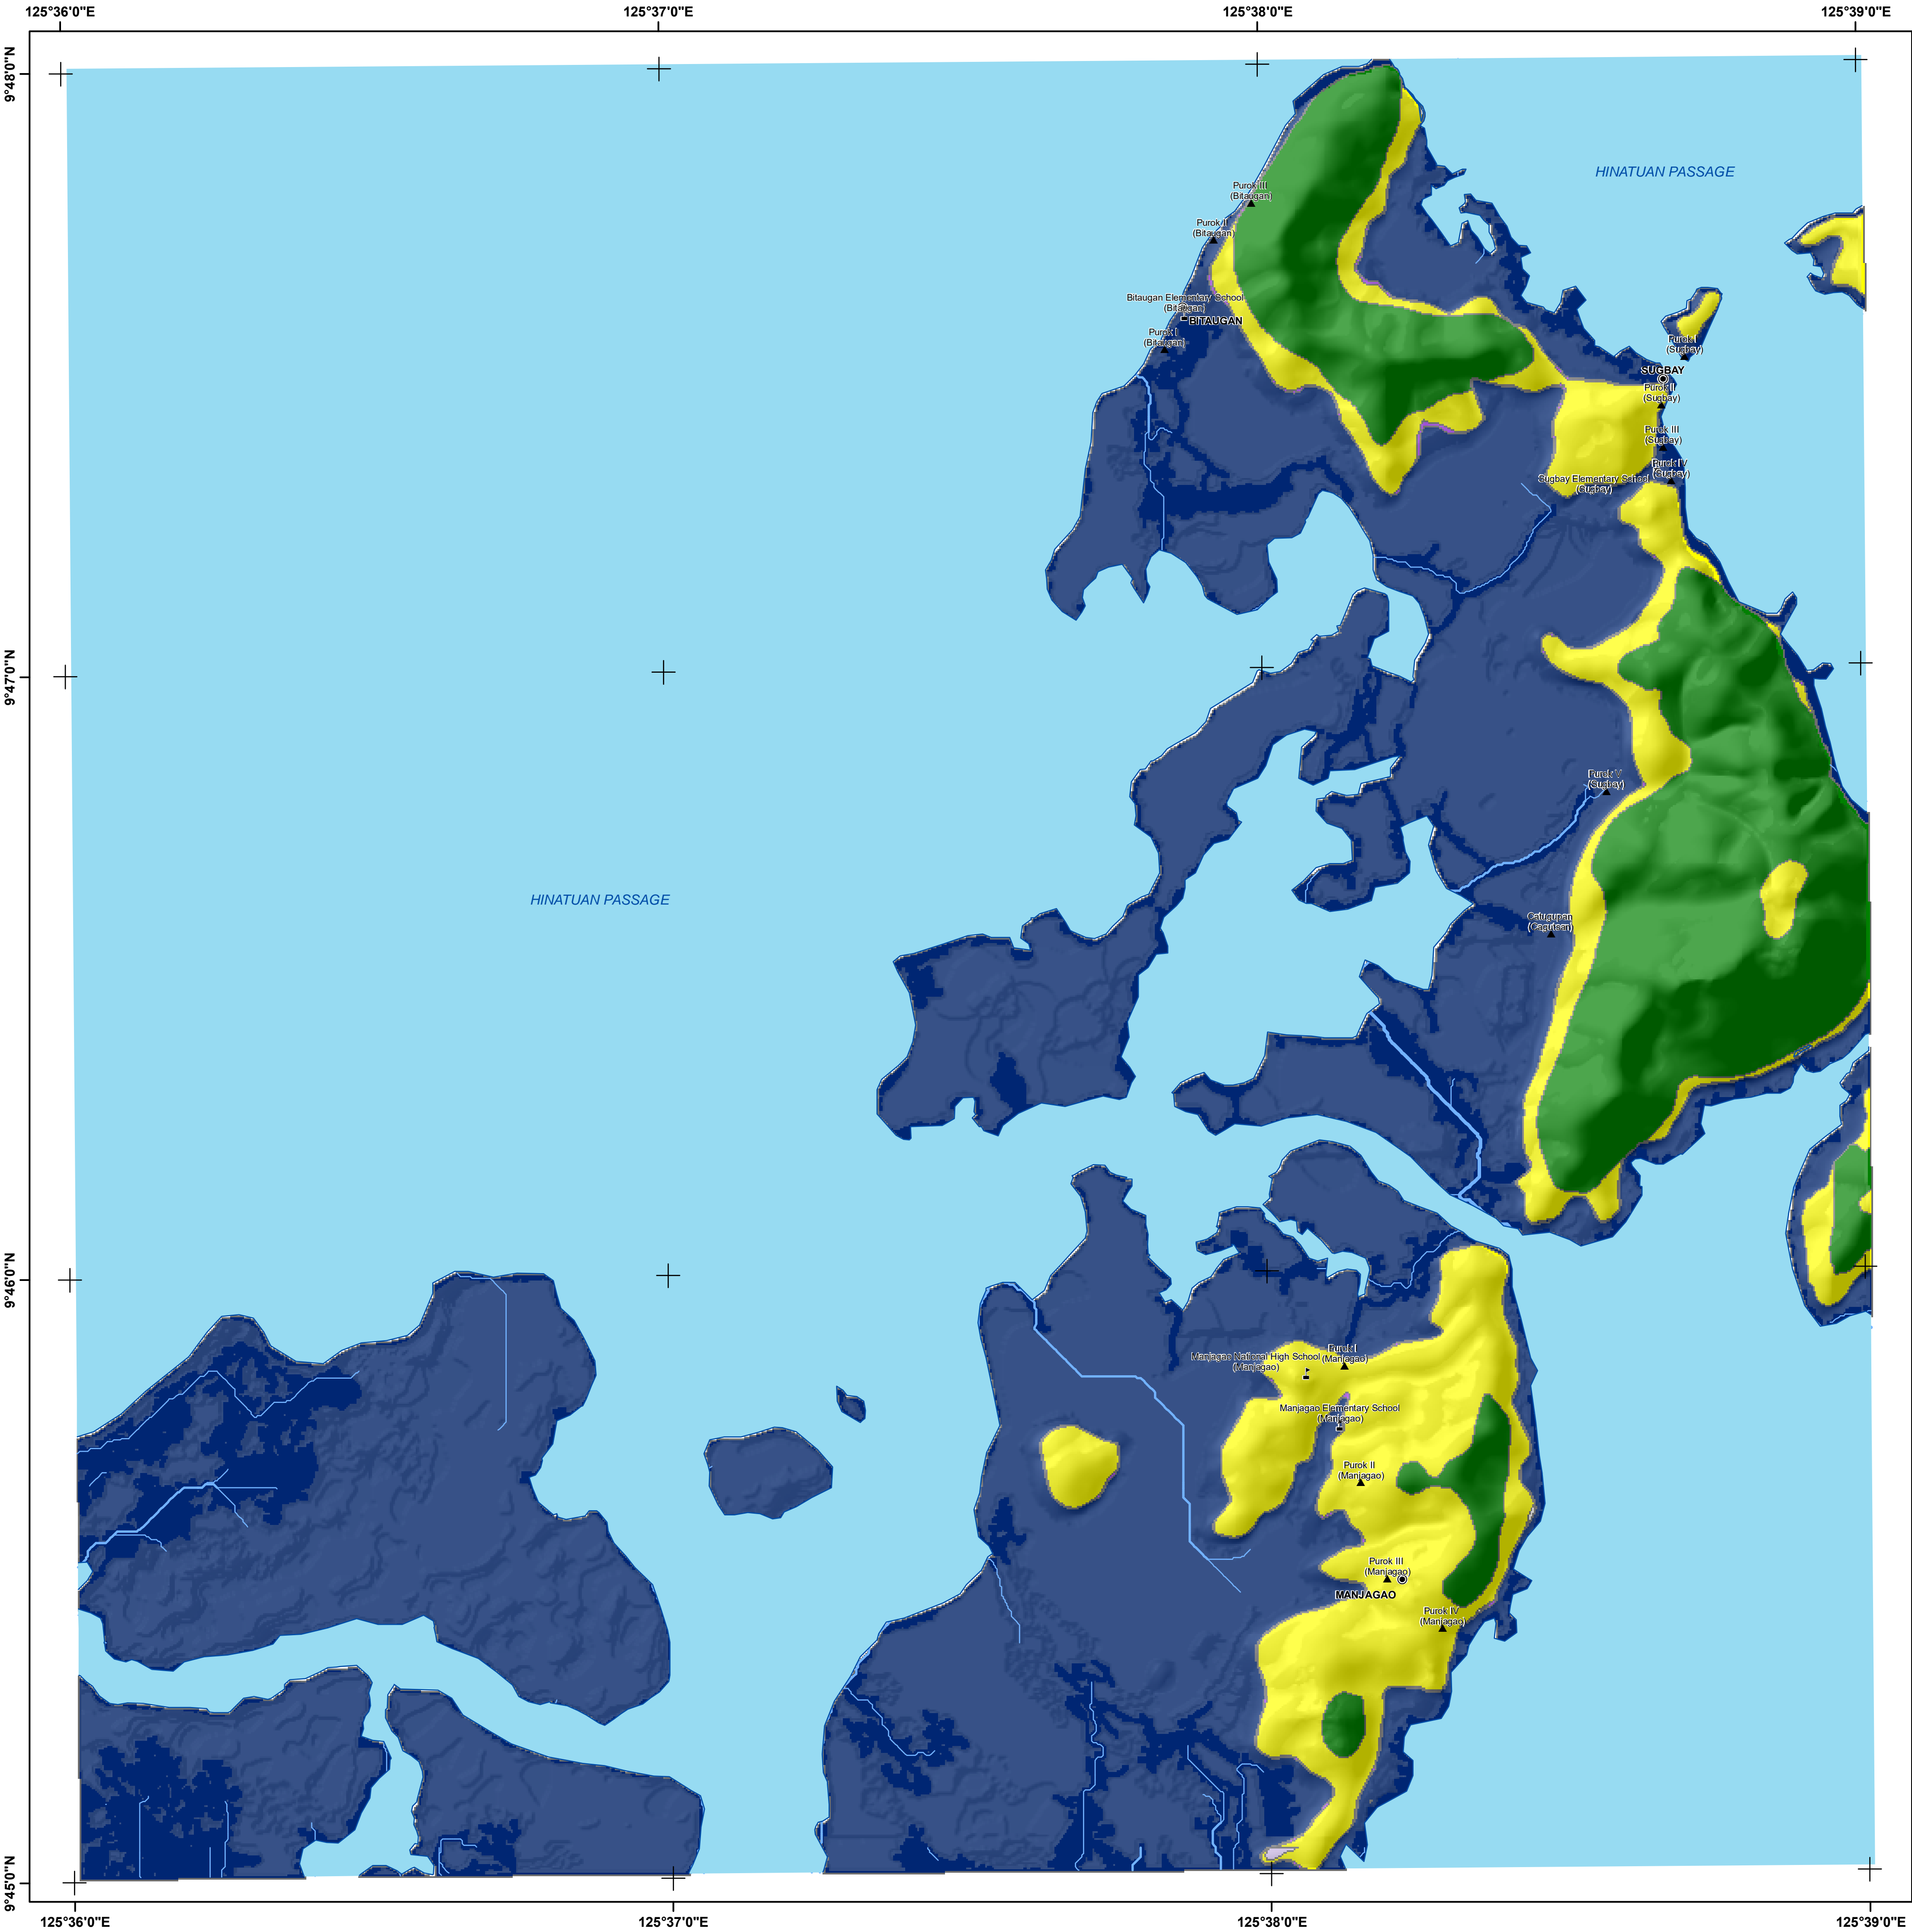 125°36'0"E
125°37'0"E
125°38'0"E
125°39'0"E
9°48'0"N
HINATUAN PASSAGE
Purok III
(Bitaugan)
Purok II
(Bitaugan)
Bitaugan Elementary School
(Bitaugan)
BITAUGAN
Purok I
(Bitaugan)
Purok I
(Sugbay)
SUGBAY
Purok II
(Sugbay)
Purok III
(Sugbay)
Purok IV
(Sugbay)
Sugbay Elementary School
(Sugbay)
9°47'0"N
Purok V
(Sugbay)
HINATUAN PASSAGE
(Cagutsan)
9°46'0"N
Purok I
(Manjagao)
Manjagao National High School
(Manjagao)
Manjagao Elementary School
(Manjagao)
Purok II
(Manjagao)
Purok III
(Manjagao)
MANJAGAO
Purok IV
(Manjagao)
9°45'0"N
125°36'0"E
125°37'0"E
125°38'0"E
125°39'0"E